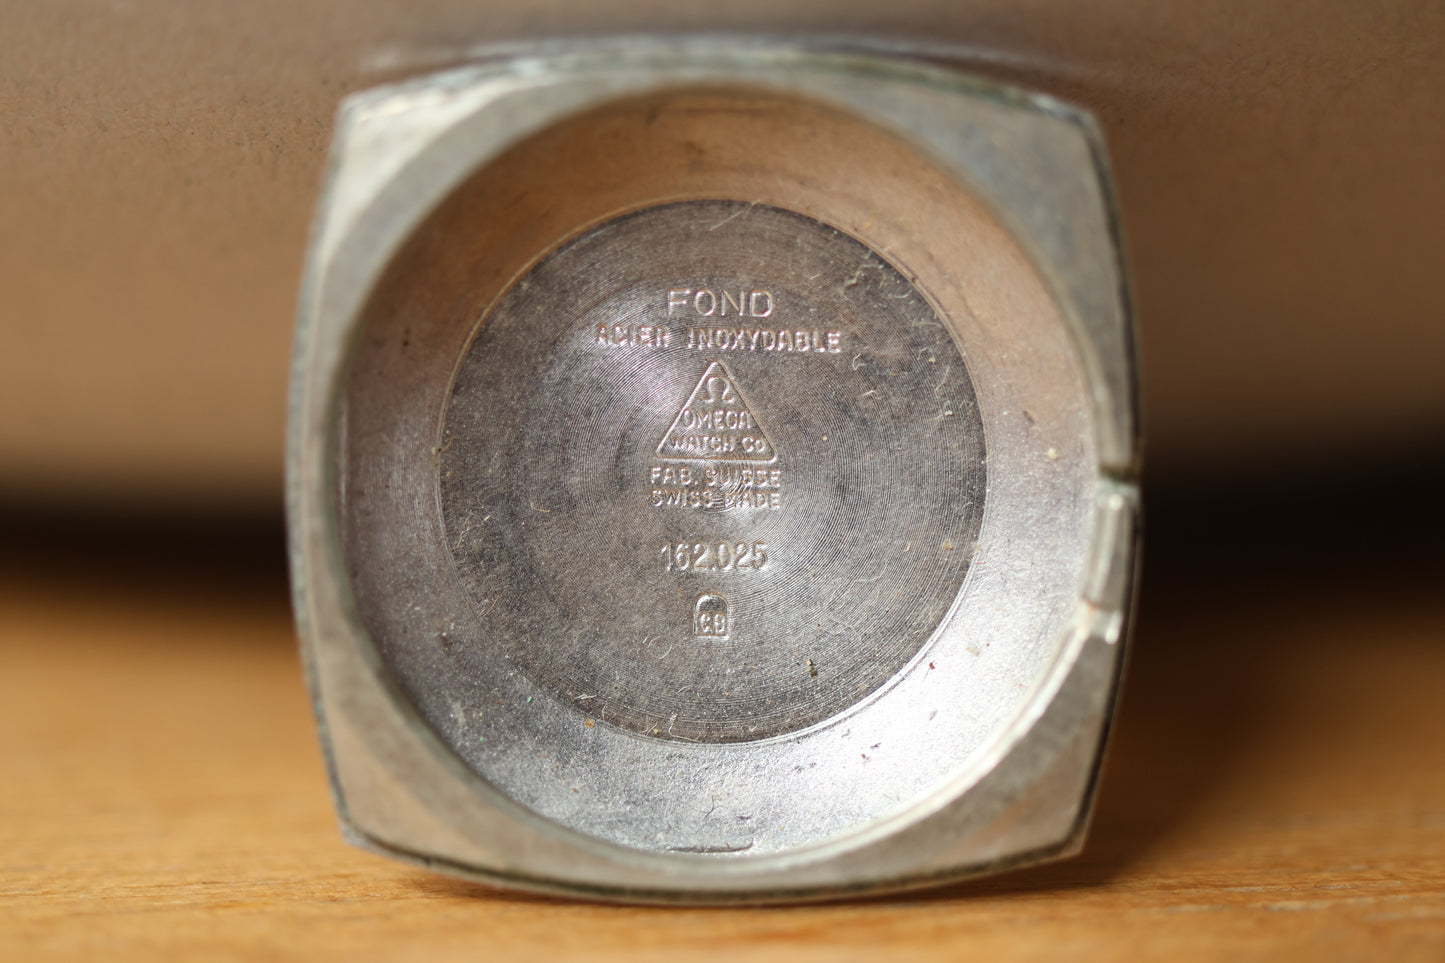 FOND
ACIER INOXYDABLE
Ω
OMEGA
WATCH Co
FAB. SUISSE
SWISS MADE
162.025
CB